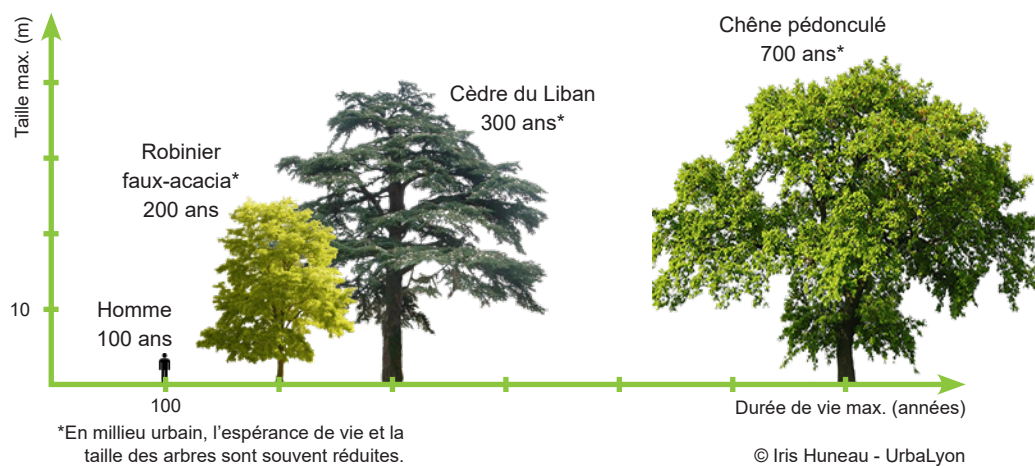 Taille max. (m)
Chêne pédonculé
700 ans*
Cèdre du Liban
300 ans*
Robinier
faux-acacia*
200 ans
10
Homme
100 ans
100
Durée de vie max. (années)
*En millieu urbain, l'espérance de vie et la
taille des arbres sont souvent réduites.
© Iris Huneau - UrbaLyon